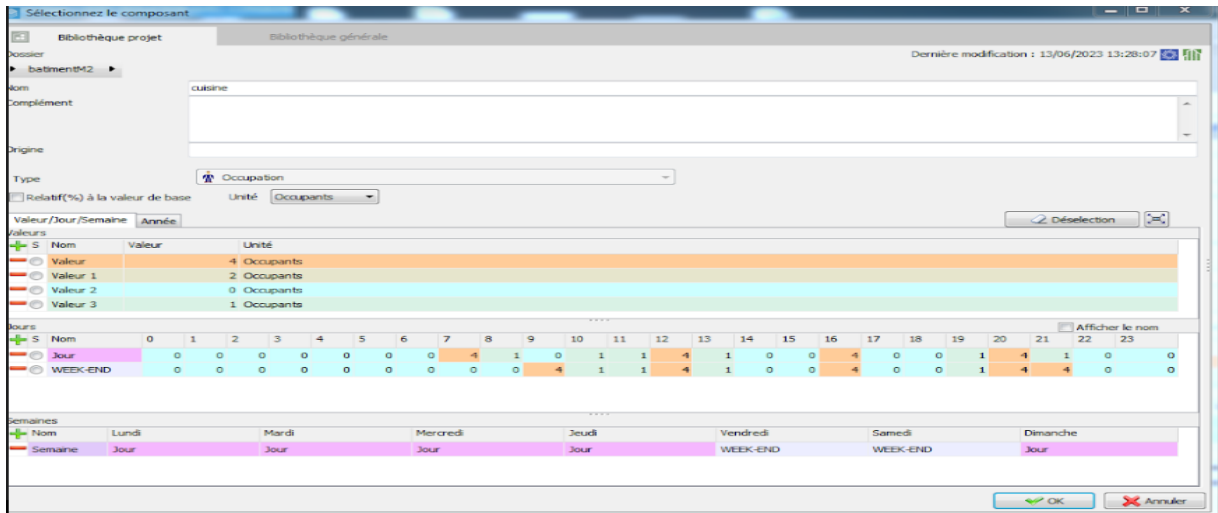 Sélectionnez le composant
Bibliothèque projet Bibliothèque générale
Dossier Dernière modification : 13/06/2023 13:28:07
batimentM2
Nom cuisine
Complément
Origine
Type Occupation
Relatif(%) à la valeur de base Unité Occupants
Valeur/Jour/Semaine Année Déselection
Valeurs
S Nom Valeur Unité
Valeur 4 Occupants
Valeur 1 2 Occupants
Valeur 2 0 Occupants
Valeur 3 1 Occupants
Jours Afficher le nom
S Nom 0 1 2 3 4 5 6 7 8 9 10 11 12 13 14 15 16 17 18 19 20 21 22 23
Jour 0 0 0 0 0 0 0 4 1 0 1 1 4 1 0 0 4 0 0 1 4 1 0 0
WEEK-END 0 0 0 0 0 0 0 0 0 4 1 1 4 1 0 0 4 0 0 1 4 4 0 0
Semaines
Nom Lundi Mardi Mercredi Jeudi Vendredi Samedi Dimanche
Semaine Jour Jour Jour Jour WEEK-END WEEK-END Jour
OK Annuler